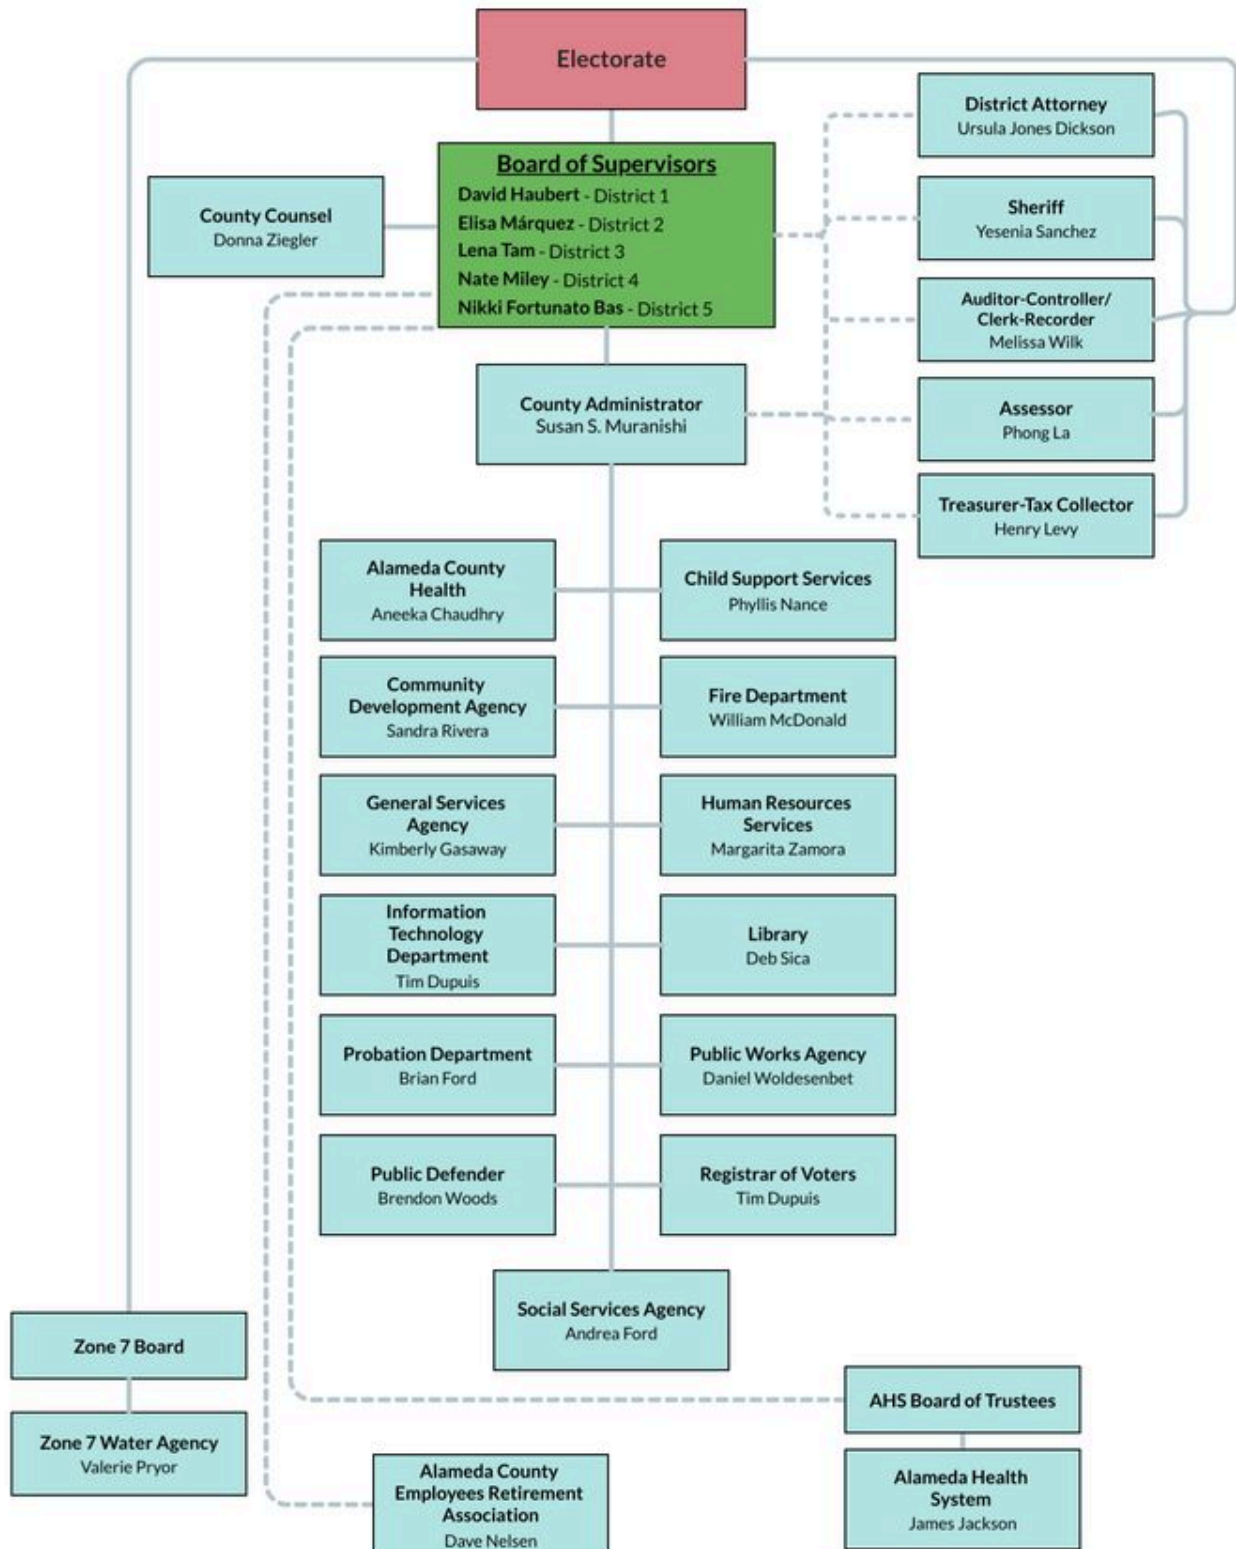 Electorate
Board of Supervisors
David Haubert - District 1
Elisa Márquez - District 2
Lena Tam - District 3
Nate Miley - District 4
Nikki Fortunato Bas - District 5
County Counsel
Donna Ziegler
District Attorney
Ursula Jones Dickson
Sheriff
Yesenia Sanchez
Auditor-Controller/
Clerk-Recorder
Melissa Wilk
Assessor
Phong La
Treasurer-Tax Collector
Henry Levy
County Administrator
Susan S. Muranishi
Alameda County
Health
Aneeka Chaudhry
Child Support Services
Phyllis Nance
Community
Development Agency
Sandra Rivera
Fire Department
William McDonald
General Services
Agency
Kimberly Gasaway
Human Resources
Services
Margarita Zamora
Information
Technology
Department
Tim Dupuis
Library
Deb Sica
Probation Department
Brian Ford
Public Works Agency
Daniel Woldesenbet
Public Defender
Brendon Woods
Registrar of Voters
Tim Dupuis
Social Services Agency
Andrea Ford
Zone 7 Board
Zone 7 Water Agency
Valerie Pryor
Alameda County
Employees Retirement
Association
Dave Nelsen
AHS Board of Trustees
Alameda Health
System
James Jackson